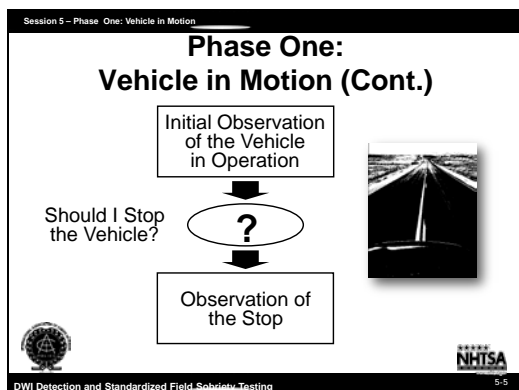 Session 5 – Phase One: Vehicle in Motion
Phase One:
Vehicle in Motion (Cont.)
Initial Observation
of the Vehicle
in Operation
Should I Stop
the Vehicle?
?
Observation of
the Stop
NHTSA
DWI Detection and Standardized Field Sobriety Testing
5-5